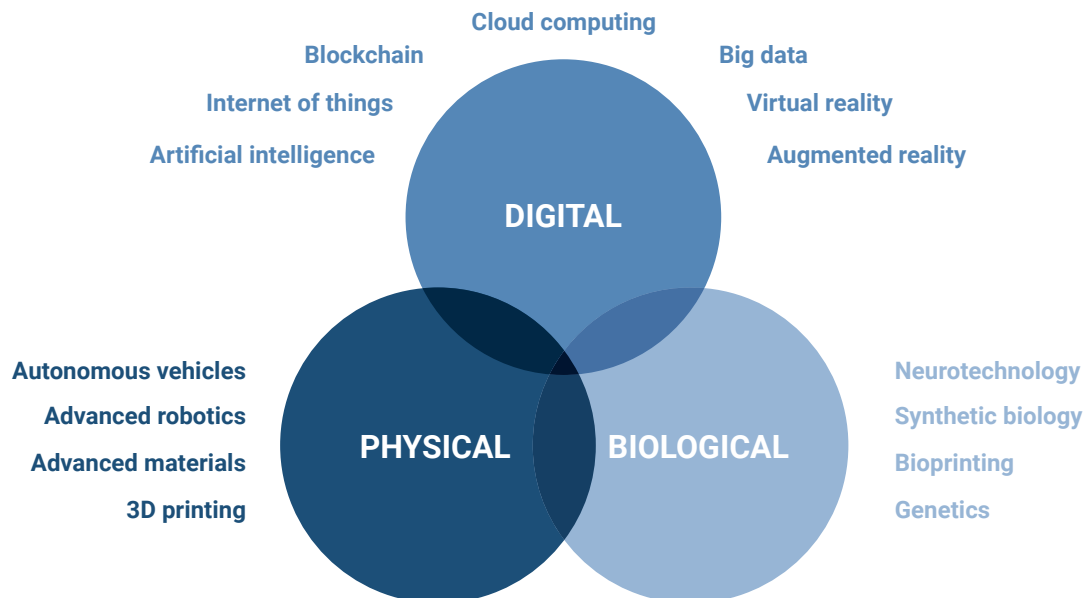 Cloud computing
Blockchain
Big data
Internet of things
Virtual reality
Artificial intelligence
Augmented reality
DIGITAL
Autonomous vehicles
Neurotechnology
Advanced robotics
Synthetic biology
PHYSICAL
BIOLOGICAL
Advanced materials
Bioprinting
3D printing
Genetics